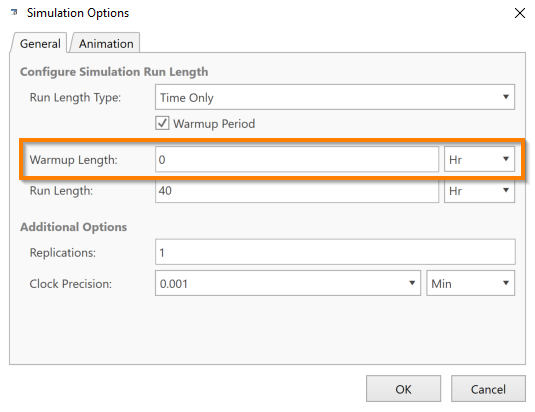 Simulation Options
General Animation
Configure Simulation Run Length
Run Length Type: Time Only
Warmup Period
Warmup Length: 0 Hr
Run Length: 40 Hr
Additional Options
Replications: 1
Clock Precision: 0.001 Min
OK Cancel